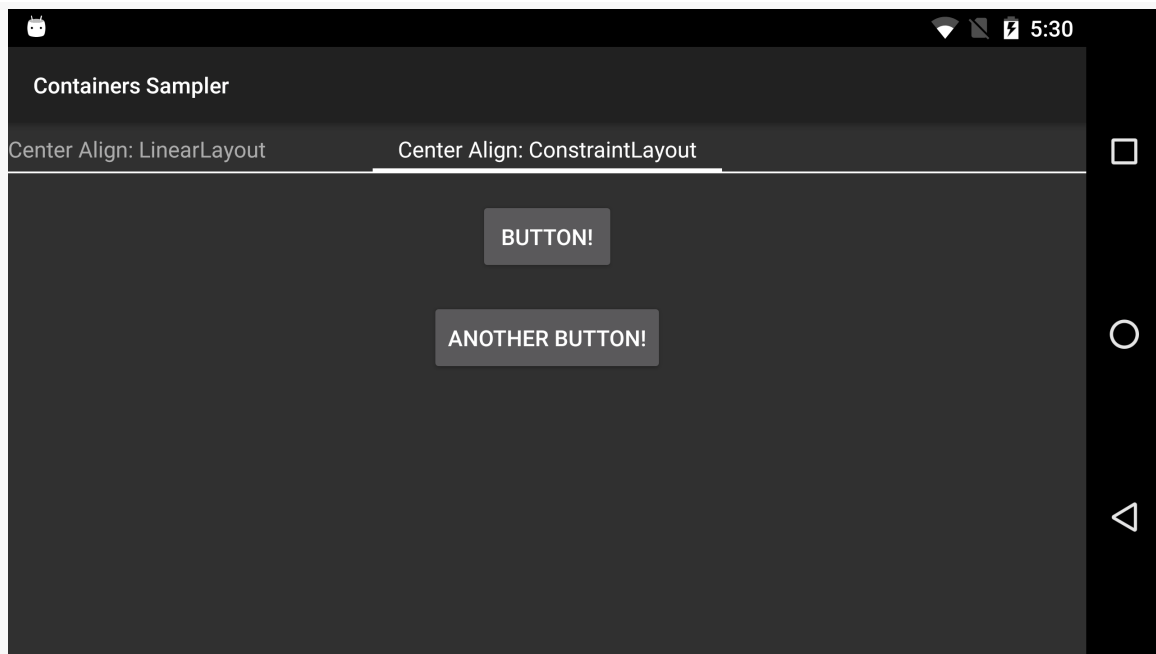 5:30
Containers Sampler
Center Align: LinearLayout
Center Align: ConstraintLayout
BUTTON!
ANOTHER BUTTON!